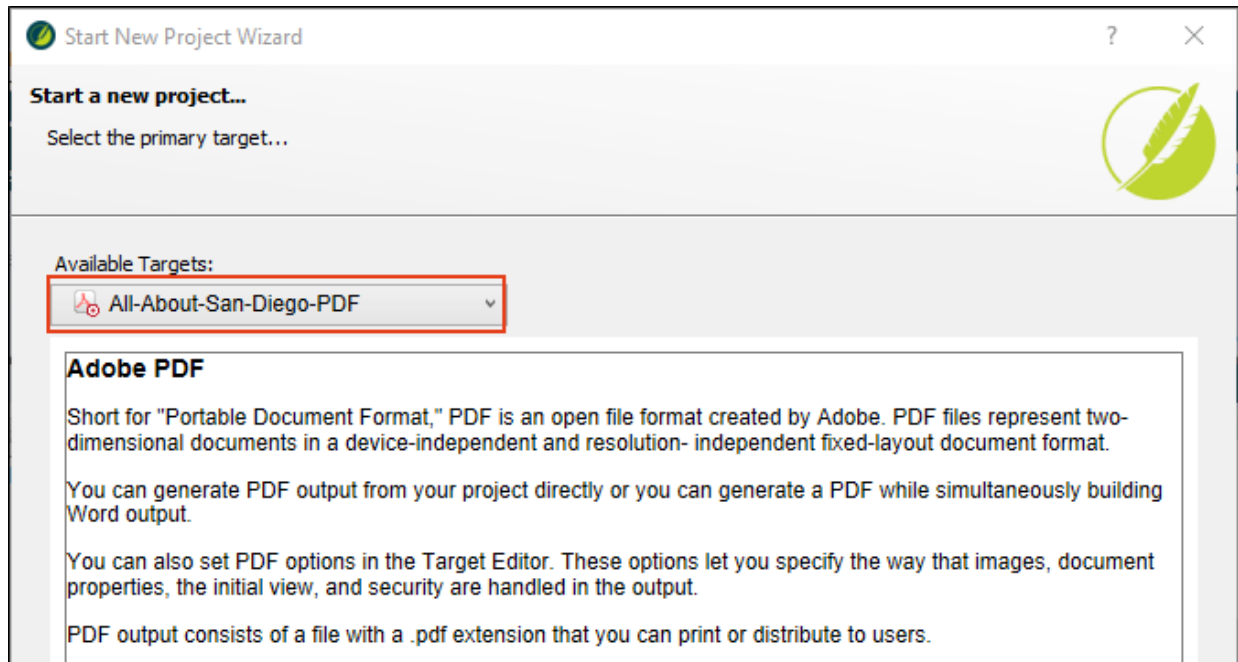 Start New Project Wizard
Start a new project...
Select the primary target...
Available Targets:
All-About-San-Diego-PDF
Adobe PDF
Short for "Portable Document Format," PDF is an open file format created by Adobe. PDF files represent two-
dimensional documents in a device-independent and resolution- independent fixed-layout document format.
You can generate PDF output from your project directly or you can generate a PDF while simultaneously building
Word output.
You can also set PDF options in the Target Editor. These options let you specify the way that images, document
properties, the initial view, and security are handled in the output.
PDF output consists of a file with a .pdf extension that you can print or distribute to users.